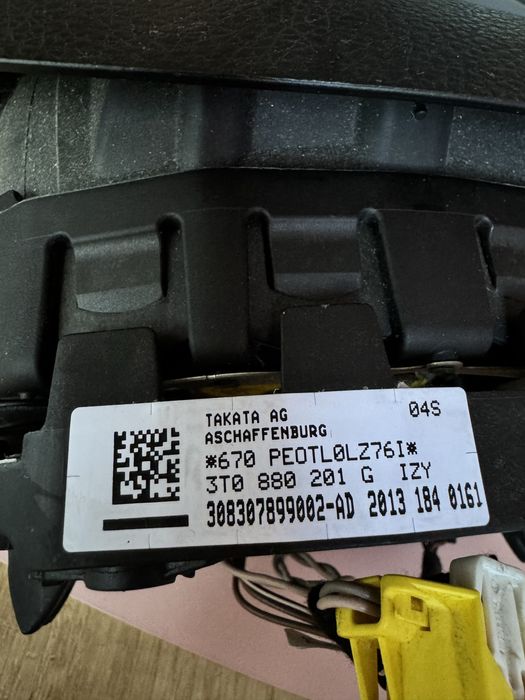 TAKATA AG 04S
ASCHAFFENBURG
*670 PEOTL0LZ76I*
3T0 880 201 G IZY
308307899002-AD 2013 184 0161